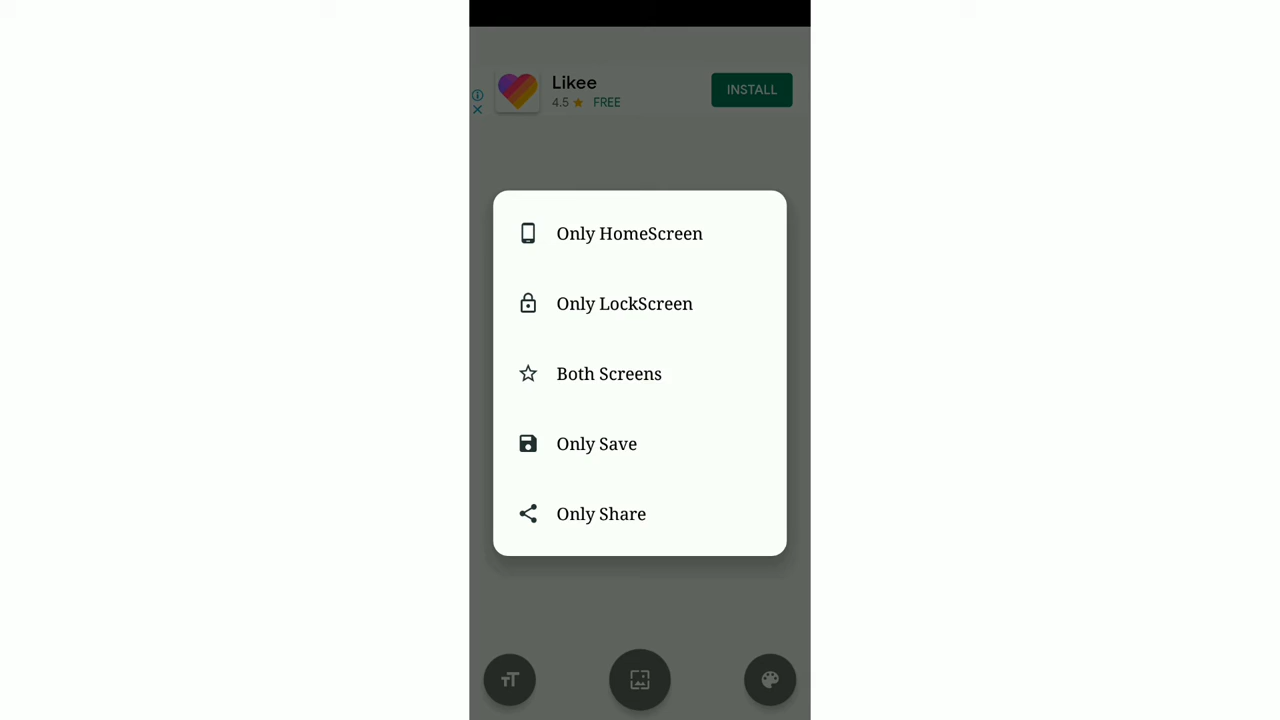 Likee
4.5 FREE
INSTALL
Only HomeScreen
Only LockScreen
Both Screens
Only Save
Only Share